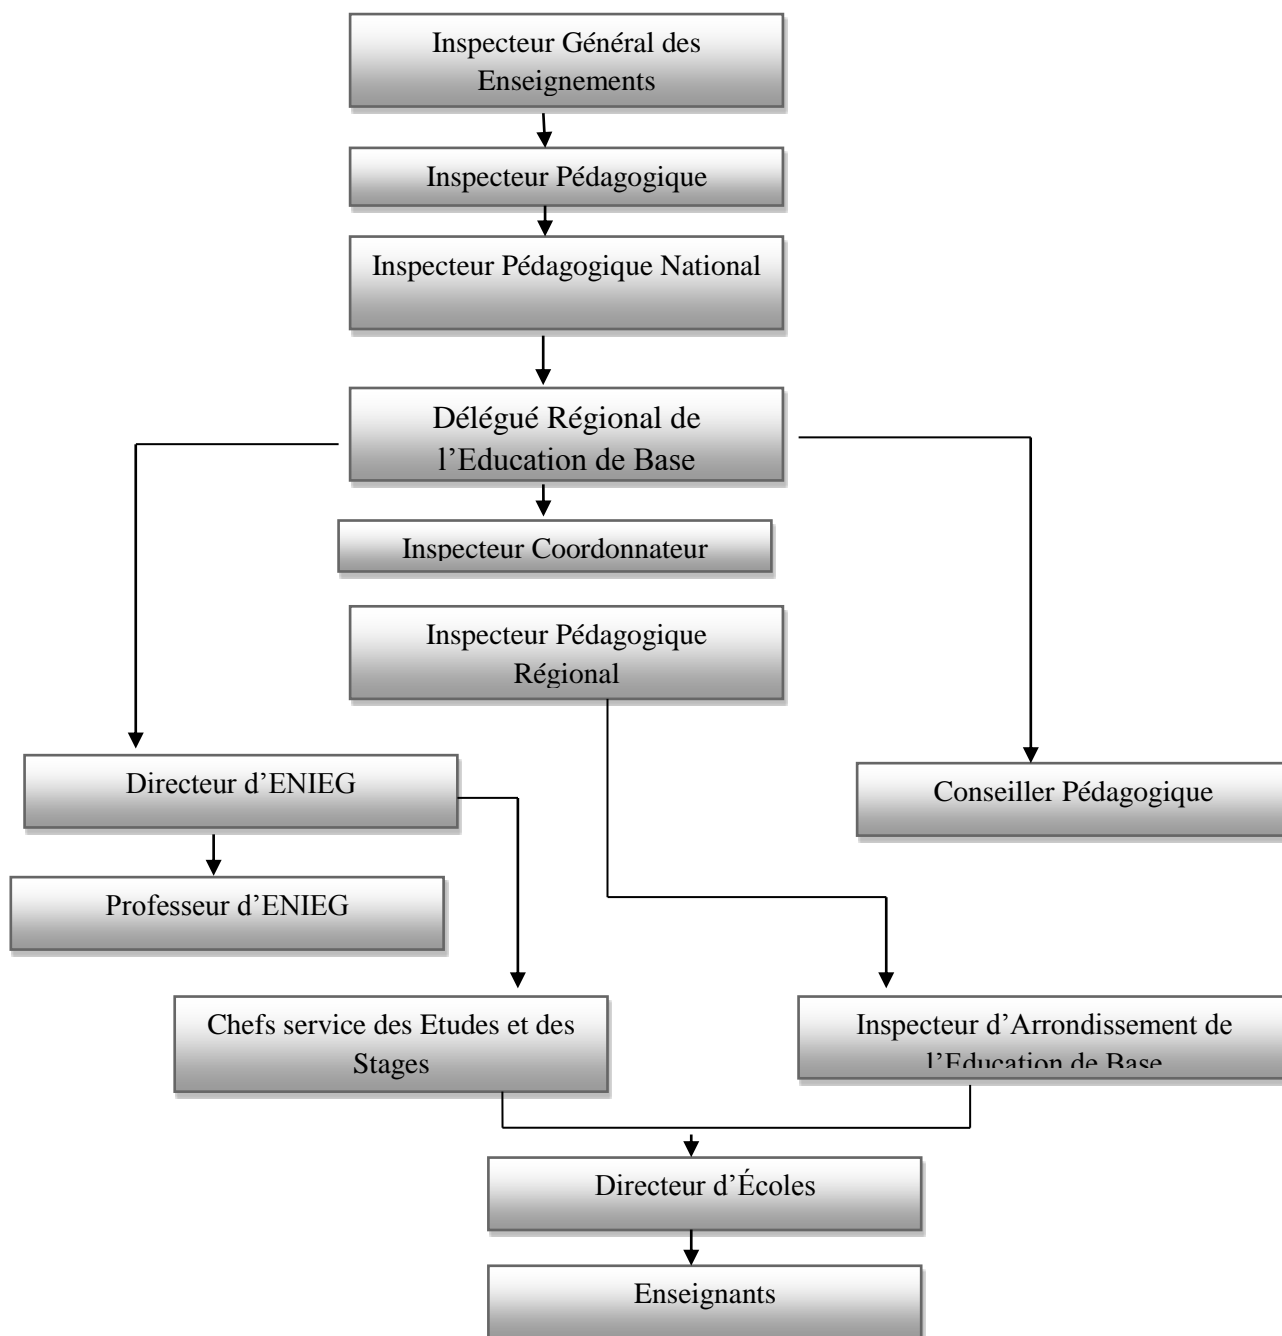 Inspecteur Général des
Enseignements
Inspecteur Pédagogique
Inspecteur Pédagogique National
Délégué Régional de
l’Education de Base
Inspecteur Coordonnateur
Inspecteur Pédagogique
Régional
Directeur d’ENIEG
Conseiller Pédagogique
Professeur d’ENIEG
Chefs service des Etudes et des
Stages
Inspecteur d’Arrondissement de
l’Education de Base
Directeur d’Écoles
Enseignants